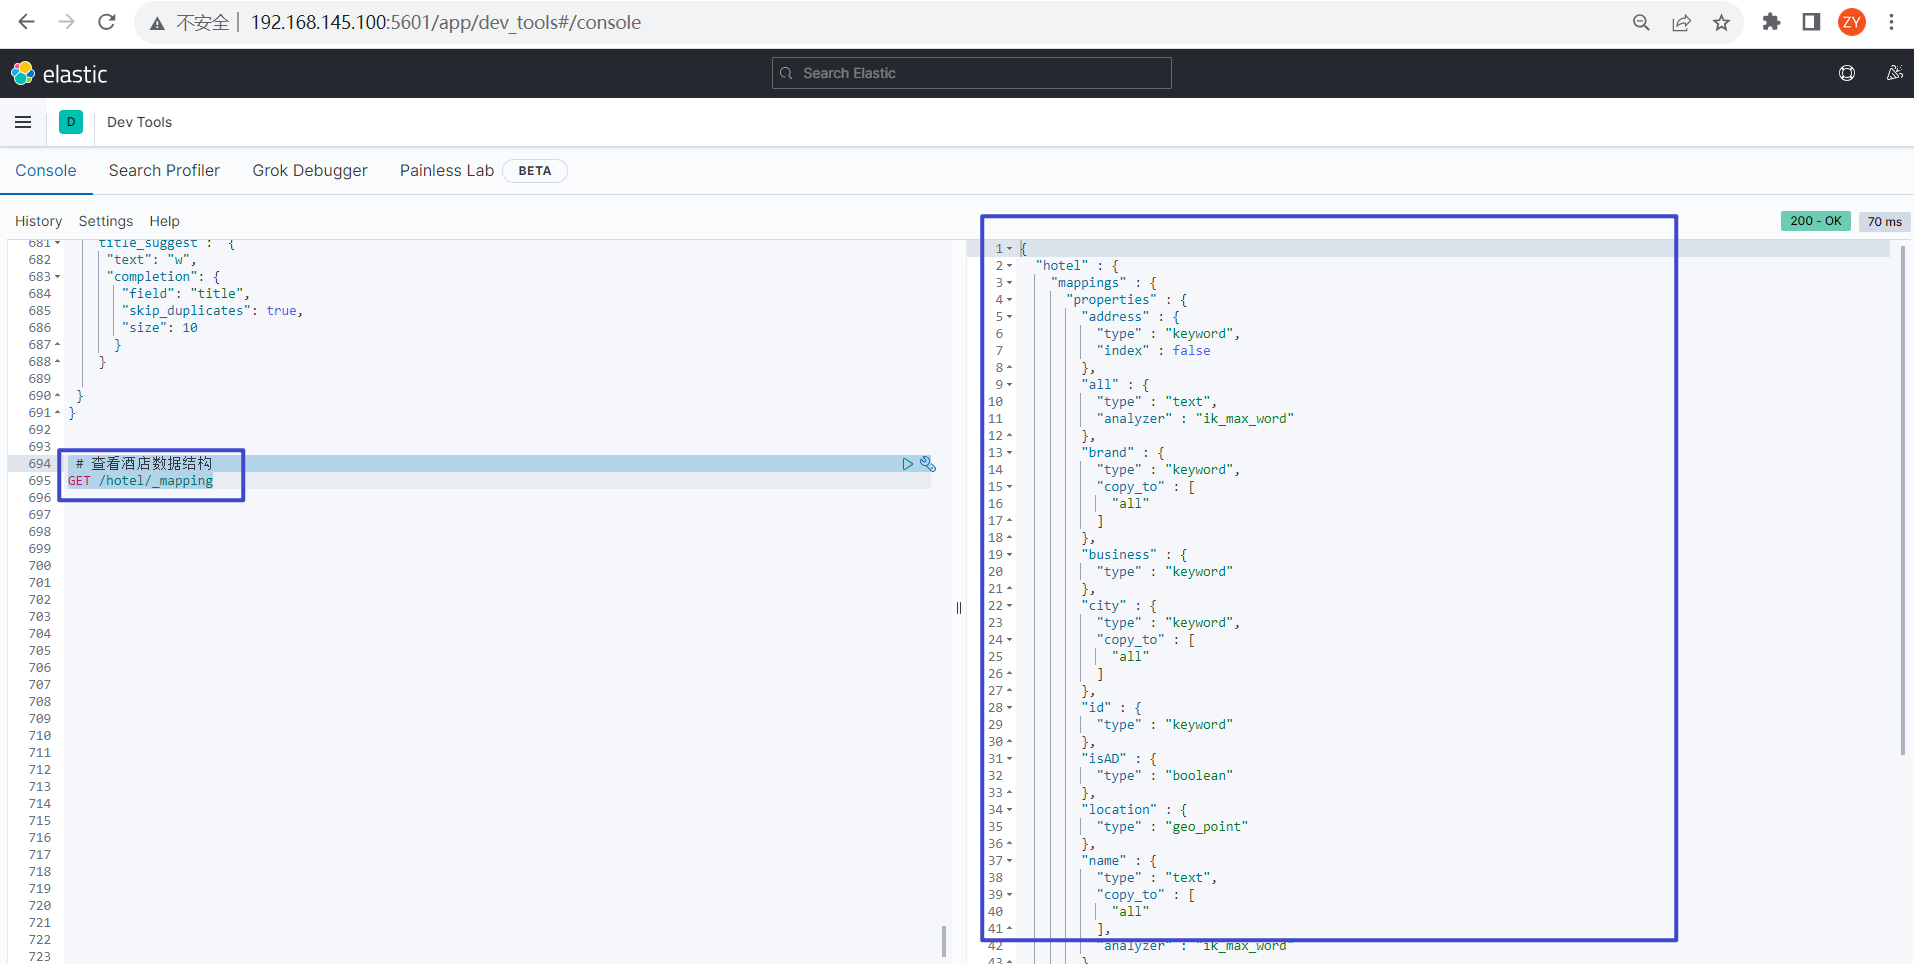 不安全 | 192.168.145.100:5601/app/dev_tools#/console
ZY
elastic
Search Elastic
D
Dev Tools
Console
Search Profiler
Grok Debugger
Painless Lab
BETA
History
Settings
Help
200 - OK
70 ms
681 title_suggest : {
682 "text": "w",
683 "completion": {
684 "field": "title",
685 "skip_duplicates": true,
686 "size": 10
687 }
688 }
689
690 }
691 }
692
693
694 # 查看酒店数据结构
695 GET /hotel/_mapping
696
697
698
699
700
701
702
703
704
705
706
707
708
709
710
711
712
713
714
715
716
717
718
719
720
721
722
723
1 {
2 "hotel" : {
3 "mappings" : {
4 "properties" : {
5 "address" : {
6 "type" : "keyword",
7 "index" : false
8 },
9 "all" : {
10 "type" : "text",
11 "analyzer" : "ik_max_word"
12 },
13 "brand" : {
14 "type" : "keyword",
15 "copy_to" : [
16 "all"
17 ]
18 },
19 "business" : {
20 "type" : "keyword"
21 },
22 "city" : {
23 "type" : "keyword",
24 "copy_to" : [
25 "all"
26 ]
27 },
28 "id" : {
29 "type" : "keyword"
30 },
31 "isAD" : {
32 "type" : "boolean"
33 },
34 "location" : {
35 "type" : "geo_point"
36 },
37 "name" : {
38 "type" : "text",
39 "copy_to" : [
40 "all"
41 ],
42 "analyzer" : "ik_max_word"
43 }